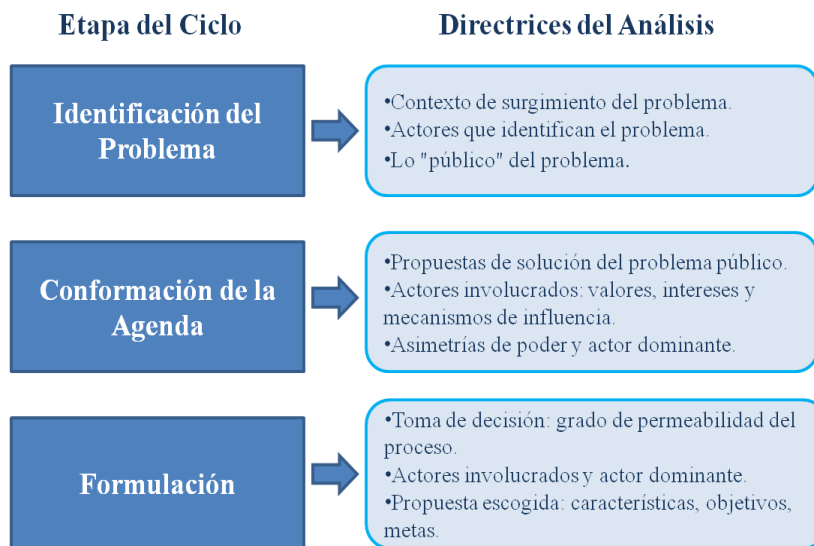 Etapa del Ciclo
Directrices del Análisis
Identificación del
Problema
•Contexto de surgimiento del problema.
•Actores que identifican el problema.
•Lo "público" del problema.
Conformación de la
Agenda
•Propuestas de solución del problema público.
•Actores involucrados: valores, intereses y
mecanismos de influencia.
•Asimetrías de poder y actor dominante.
Formulación
•Toma de decisión: grado de permeabilidad del
proceso.
•Actores involucrados y actor dominante.
•Propuesta escogida: características, objetivos,
metas.